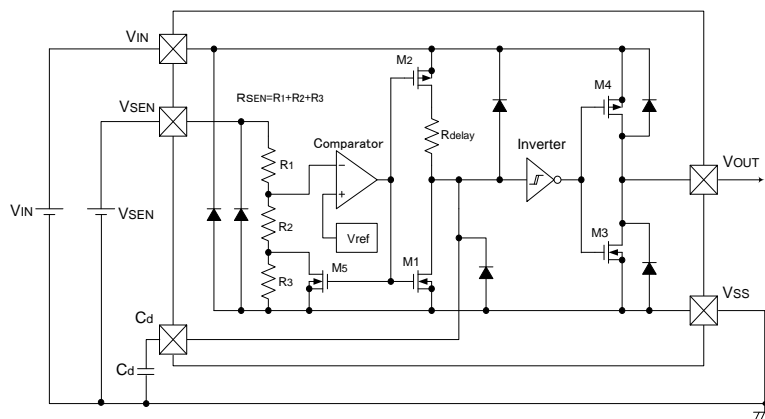 VIN
M2
M4
VSEN
RSEN=R1+R2+R3
Comparator
Rdelay
Inverter
R1
VOUT
VIN
VSEN
R2
Vref
M3
M5
M1
R3
Cd
VSS
Cd
77